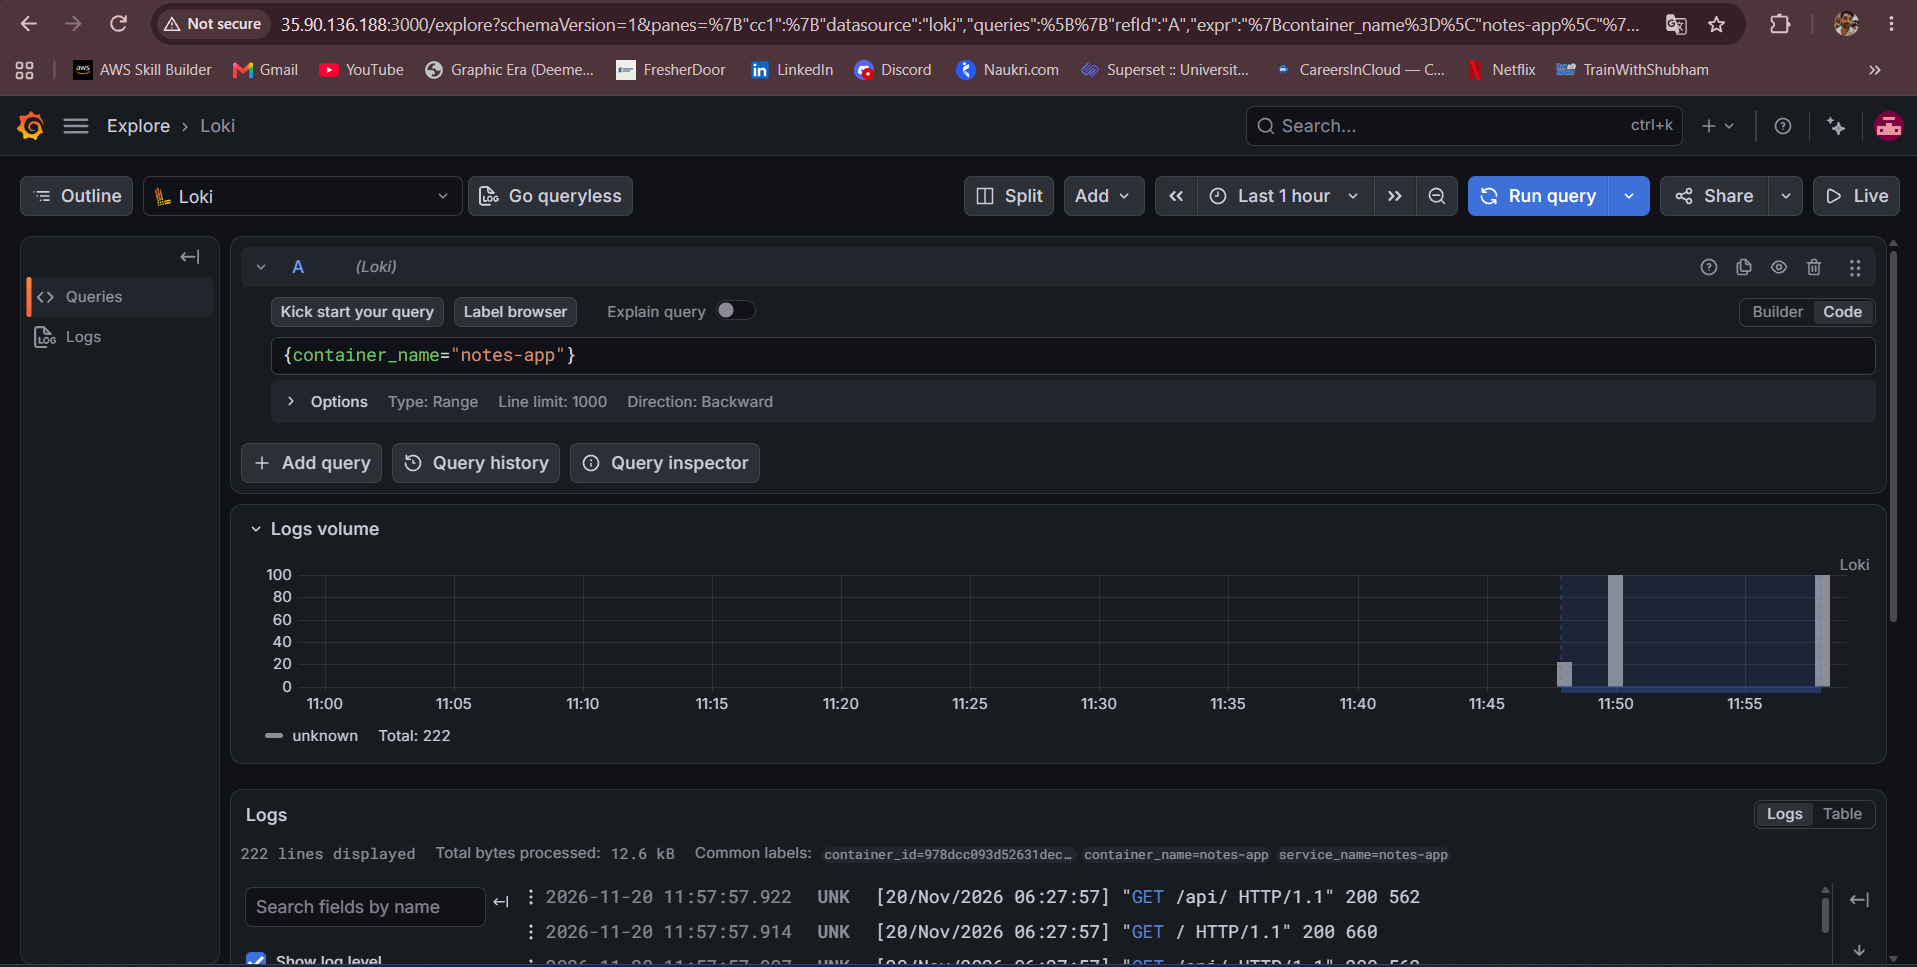 Not secure
35.90.136.188:3000/explore?schemaVersion=1&panes=%7B"cc1":%7B"datasource":"loki","queries":%5B%7B"refId":"A","expr":"%7Bcontainer_name%3D%5C"notes-app%5C"%7...
aws AWS Skill Builder
Gmail
YouTube
Graphic Era (Deeme...
FresherDoor
LinkedIn
Discord
Naukri.com
Superset :: Universit...
CareersInCloud — C...
Netflix
TrainWithShubham
Explore › Loki
Search...
ctrl+k
Outline
Loki
Go queryless
Split
Add
Last 1 hour
Run query
Share
Live
Queries
Logs
A
(Loki)
Kick start your query
Label browser
Explain query
Builder
Code
{container_name="notes-app"}
Options Type: Range Line limit: 1000 Direction: Backward
+ Add query
Query history
Query inspector
Logs volume
Loki
100
80
60
40
20
0
11:00 11:05 11:10 11:15 11:20 11:25 11:30 11:35 11:40 11:45 11:50 11:55
unknown Total: 222
Logs
Logs
Table
222 lines displayed Total bytes processed: 12.6 kB Common labels: container_id=978dcc093d52631dec… container_name=notes-app service_name=notes-app
Search fields by name
2026-11-20 11:57:57.922 UNK [20/Nov/2026 06:27:57] "GET /api/ HTTP/1.1" 200 562
2026-11-20 11:57:57.914 UNK [20/Nov/2026 06:27:57] "GET / HTTP/1.1" 200 660
Show log level